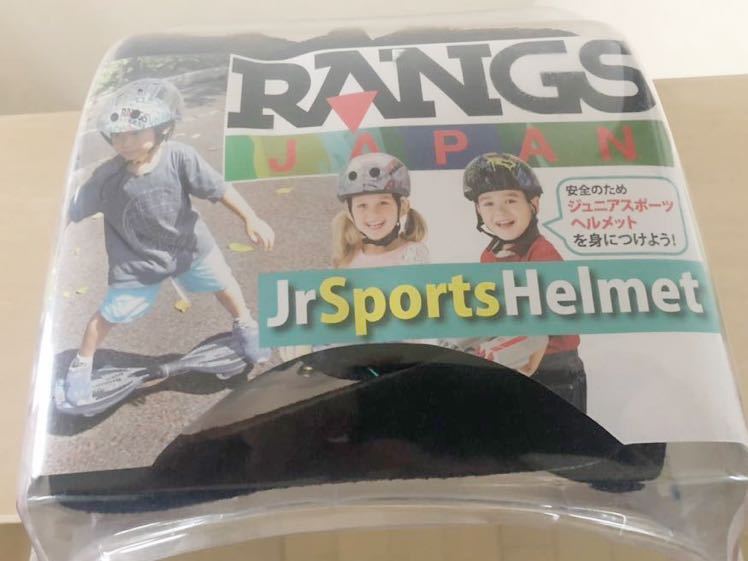 RANGS
JAPAN
安全のため
ジュニアスポーツ
ヘルメット
を身につけよう!
JrSportsHelmet